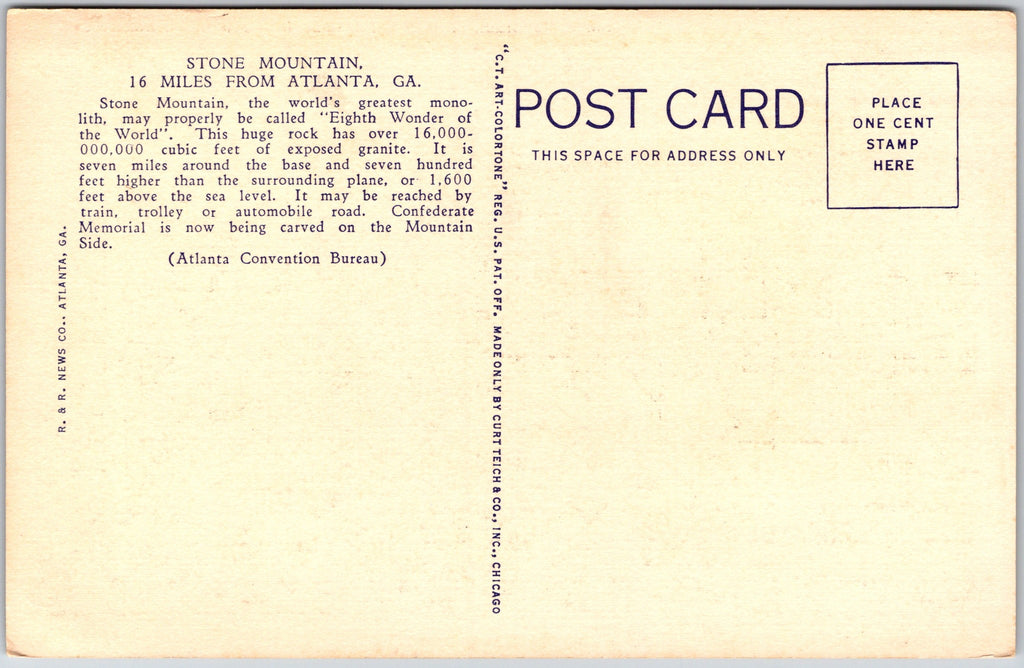 STONE MOUNTAIN,
16 MILES FROM ATLANTA, GA.
Stone Mountain, the world's greatest mono-
lith, may properly be called "Eighth Wonder of
the World". This huge rock has over 16,000-
000,000 cubic feet of exposed granite. It is
seven miles around the base and seven hundred
feet higher than the surrounding plane, or 1,600
feet above the sea level. It may be reached by
train, trolley or automobile road. Confederate
Memorial is now being carved on the Mountain
Side.
(Atlanta Convention Bureau)
R. & R. NEWS CO., ATLANTA, GA.
"C.T. ART-COLORTONE" REG. U.S. PAT. OFF. MADE ONLY BY CURT TEICH & CO., INC., CHICAGO
POST CARD
THIS SPACE FOR ADDRESS ONLY
PLACE
ONE CENT
STAMP
HERE